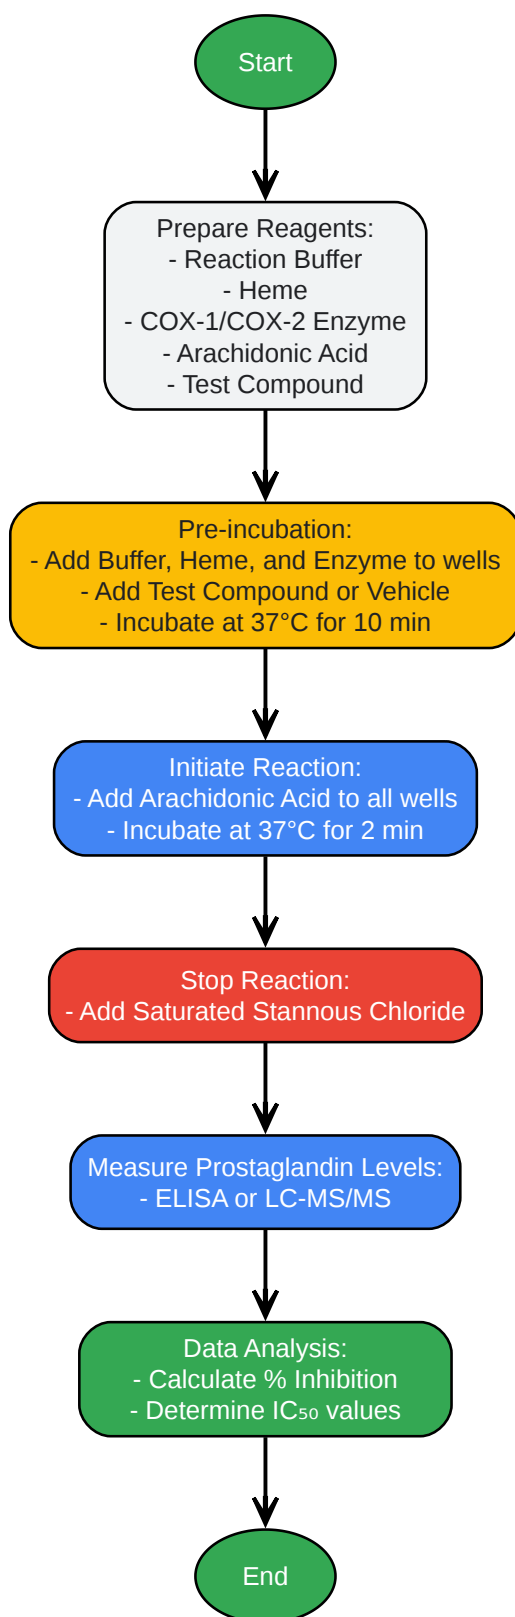 Start
Prepare Reagents:
- Reaction Buffer
- Heme
- COX-1/COX-2 Enzyme
- Arachidonic Acid
- Test Compound
Pre-incubation:
- Add Buffer, Heme, and Enzyme to wells
- Add Test Compound or Vehicle
- Incubate at 37°C for 10 min
Initiate Reaction:
- Add Arachidonic Acid to all wells
- Incubate at 37°C for 2 min
Stop Reaction:
- Add Saturated Stannous Chloride
Measure Prostaglandin Levels:
- ELISA or LC-MS/MS
Data Analysis:
- Calculate % Inhibition
- Determine IC₅₀ values
End